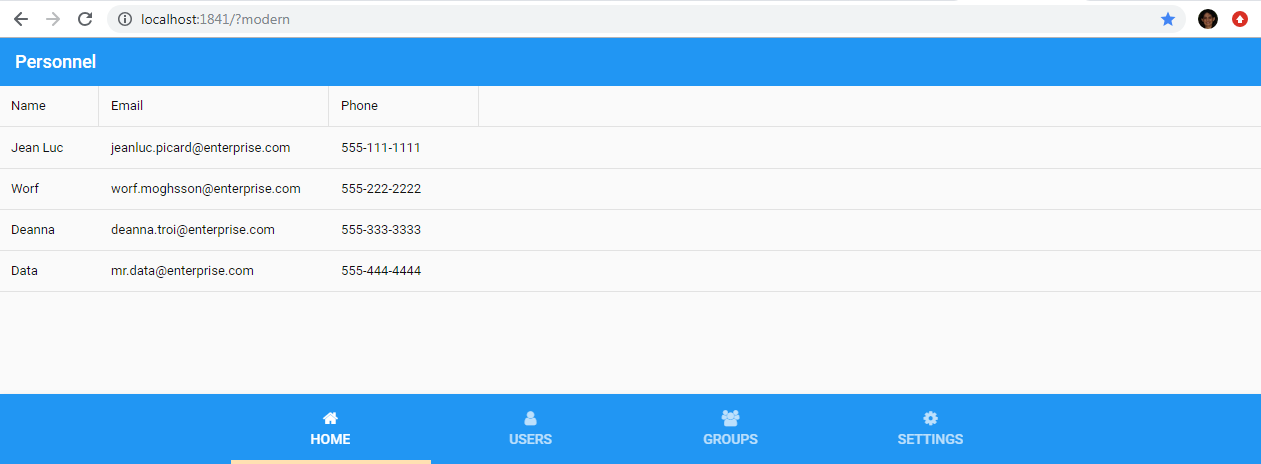 localhost:1841/?modern
Personnel
Name Email Phone
Jean Luc jeanluc.picard@enterprise.com 555-111-1111
Worf worf.moghsson@enterprise.com 555-222-2222
Deanna deanna.troi@enterprise.com 555-333-3333
Data mr.data@enterprise.com 555-444-4444
HOME USERS GROUPS SETTINGS